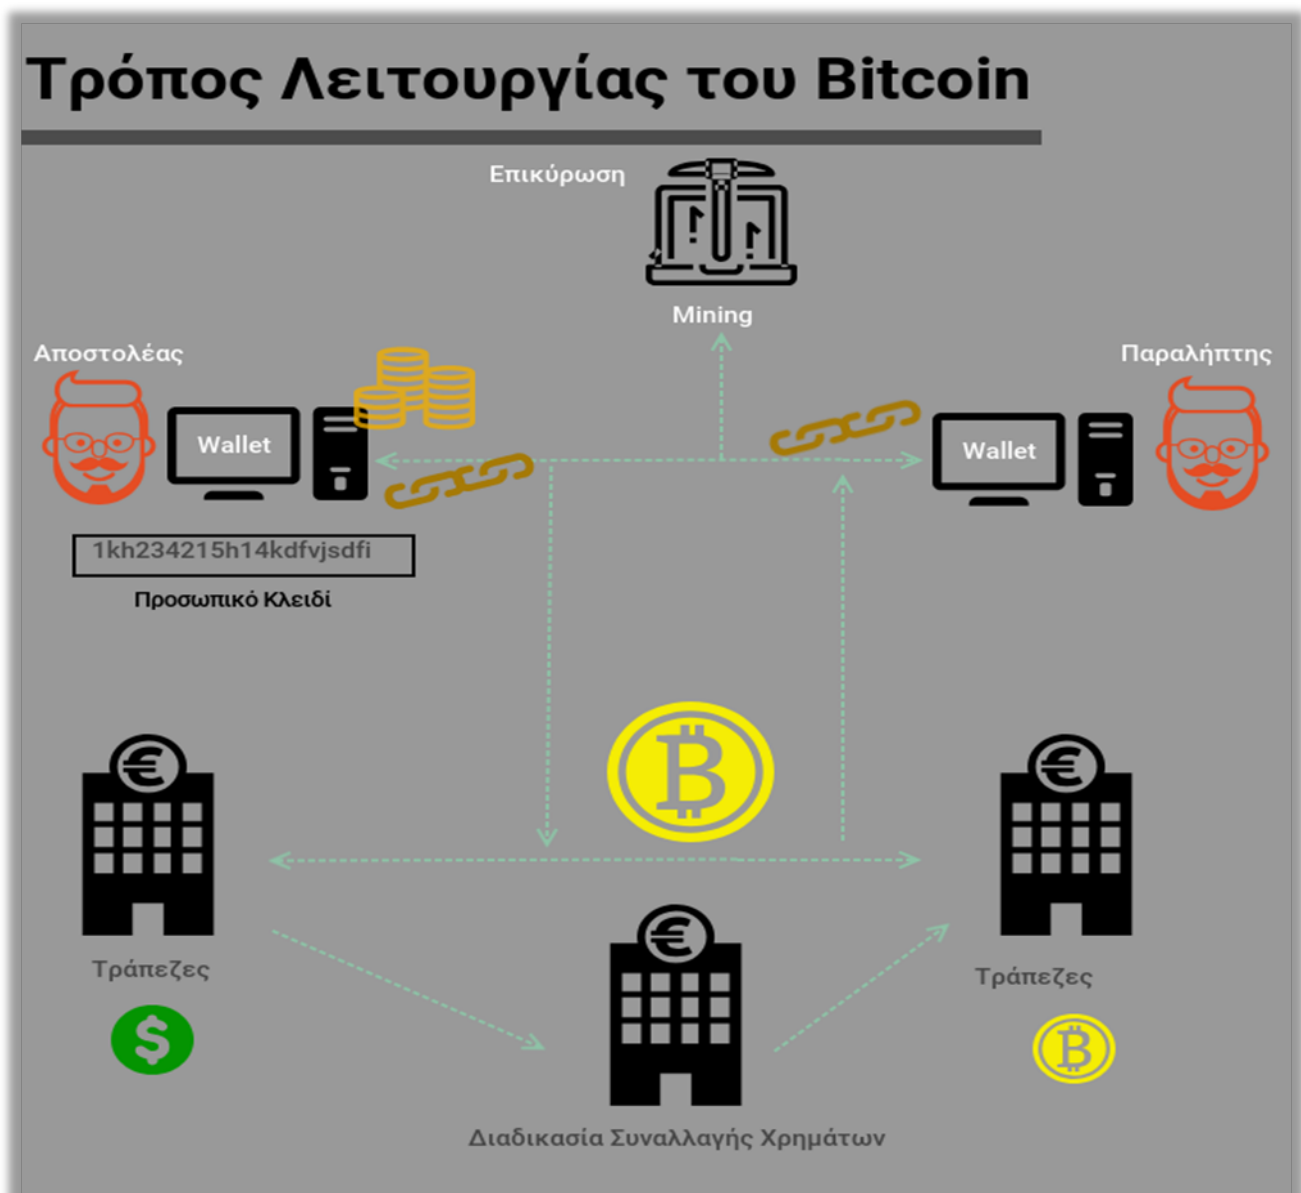 Τρόπος Λειτουργίας του Bitcoin
Επικύρωση
Mining
Αποστολέας
Παραλήπτης
Wallet
Wallet
1kh234215h14kdfvjsdfi
Προσωπικό Κλειδί
Τράπεζες
Τράπεζες
Διαδικασία Συναλλαγής Χρημάτων